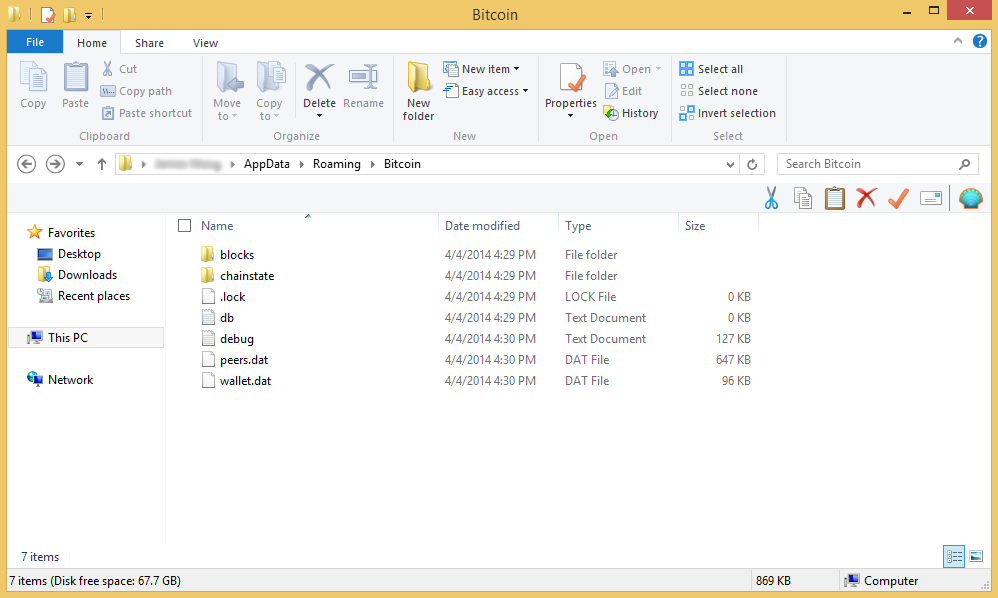 Bitcoin
File Home Share View
Copy
Paste
Cut
Copy path
Paste shortcut
Clipboard
Move to
Copy to
Delete
Rename
Organize
New folder
New item
Easy access
New
Properties
Open
Edit
History
Open
Select all
Select none
Invert selection
Select
AppData Roaming Bitcoin
Search Bitcoin
Favorites
Desktop
Downloads
Recent places
This PC
Network
Name Date modified Type Size
blocks 4/4/2014 4:29 PM File folder
chainstate 4/4/2014 4:29 PM File folder
.lock 4/4/2014 4:29 PM LOCK File 0 KB
db 4/4/2014 4:29 PM Text Document 0 KB
debug 4/4/2014 4:30 PM Text Document 127 KB
peers.dat 4/4/2014 4:30 PM DAT File 647 KB
wallet.dat 4/4/2014 4:30 PM DAT File 96 KB
7 items
7 items (Disk free space: 67.7 GB) 869 KB Computer